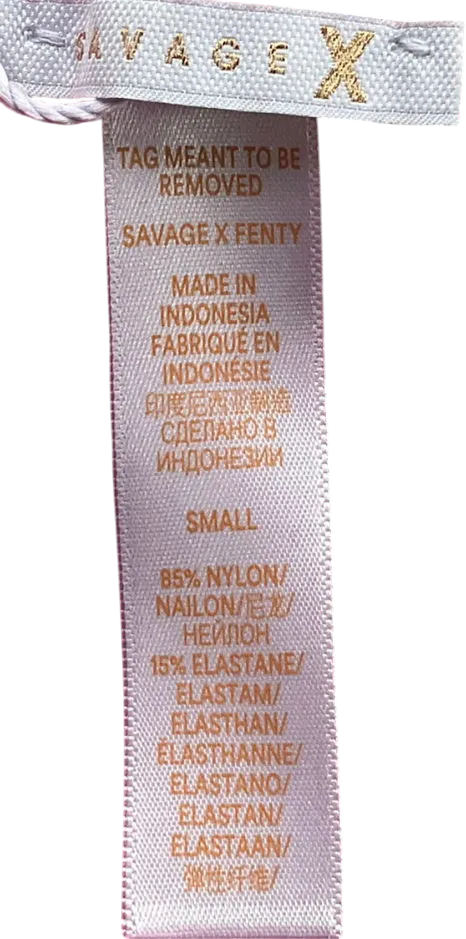 SAVAGE X
TAG MEANT TO BE
REMOVED
SAVAGE X FENTY
MADE IN
INDONESIA
FABRIQUÉ EN
INDONÉSIE
印度尼西亚制造
СДЕЛАНО В
ИНДОНЕЗИИ
SMALL
85% NYLON/
NAILON/尼龙/
НЕЙЛОН
15% ELASTANE/
ELASTAM/
ELASTHAN/
ÉLASTHANNE/
ELASTANO/
ELASTAN/
ELASTAAN/
弹性纤维/